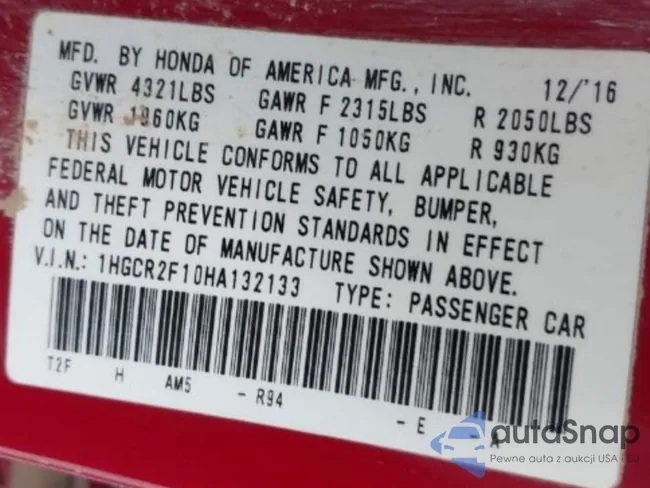 MFD. BY HONDA OF AMERICA MFG., INC. 12/'16
GVWR 4321LBS GAWR F 2315LBS R 2050LBS
GVWR 1960KG GAWR F 1050KG R 930KG
THIS VEHICLE CONFORMS TO ALL APPLICABLE
FEDERAL MOTOR VEHICLE SAFETY, BUMPER,
AND THEFT PREVENTION STANDARDS IN EFFECT
ON THE DATE OF MANUFACTURE SHOWN ABOVE.
V.I.N.: 1HGCR2F10HA132133 TYPE: PASSENGER CAR
T2F H AM5 - R94 - E - A
autoSnap
Pewne auta z aukcji USA i EU